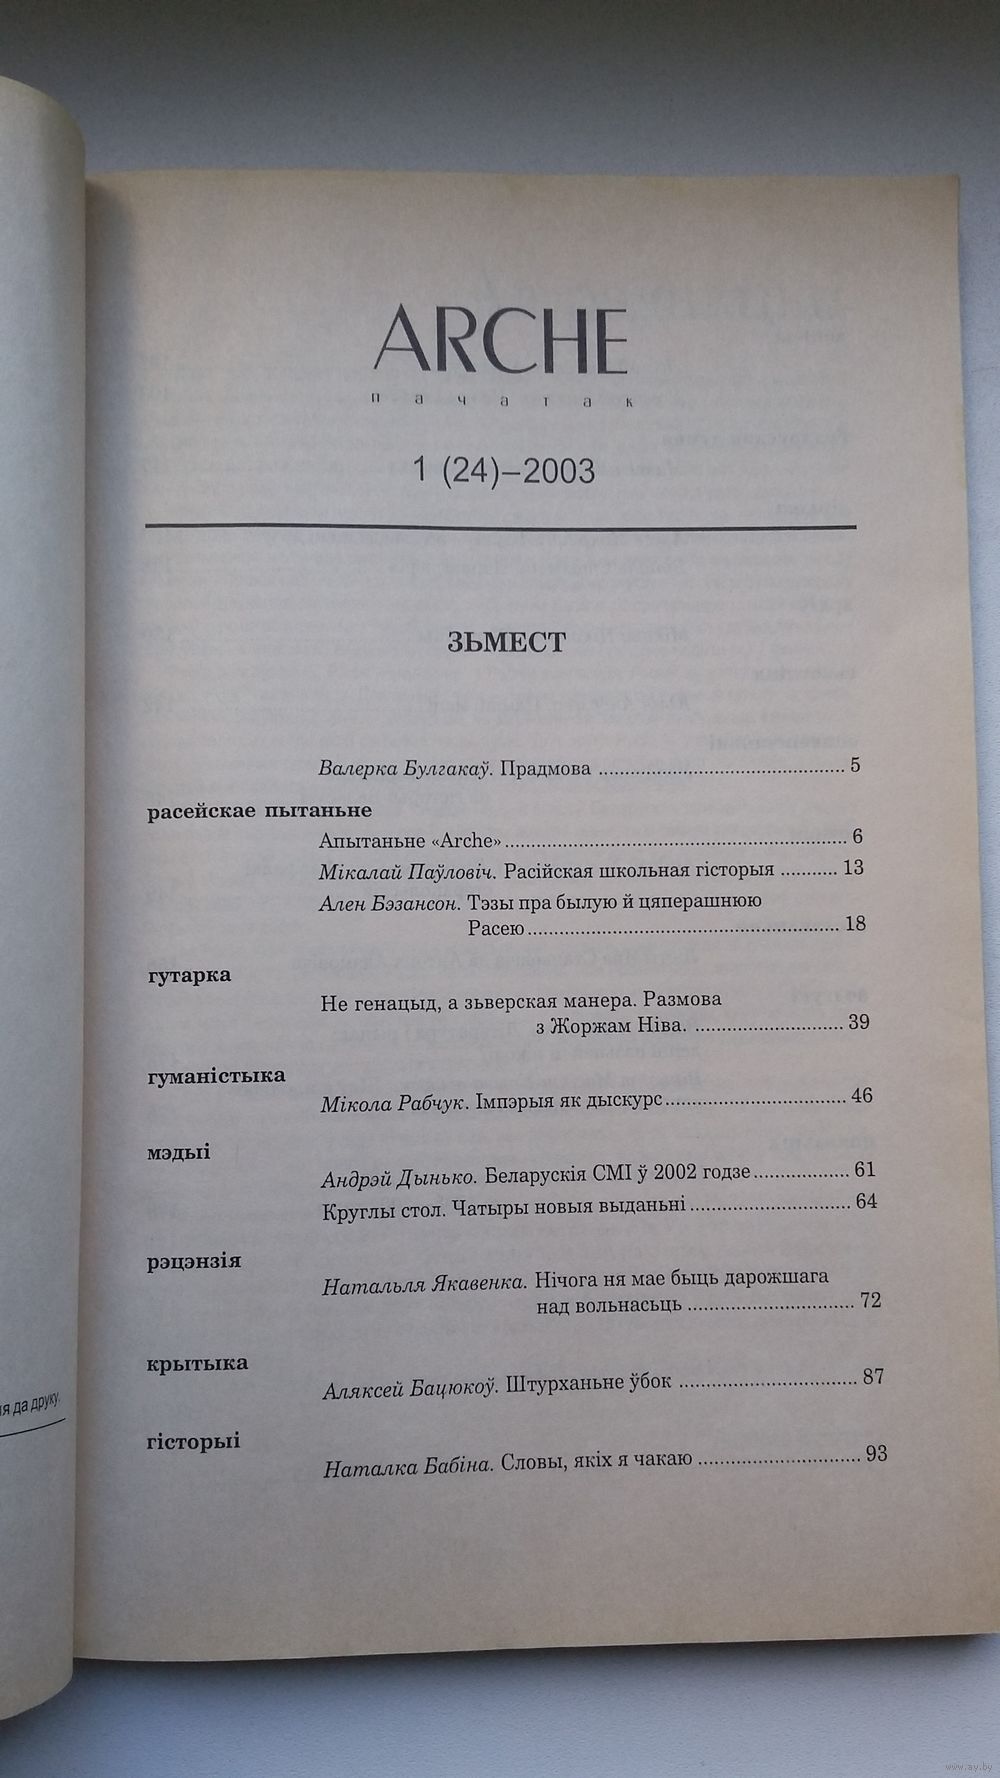 ARCHE
пачатак
1 (24)–2003
ЗЬМЕСТ
Валерка Булгакаў. Прадмова ............................................. 5
расейскае пытаньне
Апытаньне «Arche» ................................................................. 6
Мікалай Паўловіч. Расійская школьная гісторыя ........... 13
Ален Бэзансон. Тэзы пра былую й цяперашнюю
Расею ........................................................... 18
гутарка
Не генацыд, а зьверская манера. Размова
з Жоржам Ніва. ........................... 39
гуманістыка
Мікола Рабчук. Імпэрыя як дыскурс ................................. 46
мэдыі
Андрэй Дынько. Беларускія СМІ ў 2002 годзе .................. 61
Круглы стол. Чатыры новыя выданьні ............................. 64
рэцэнзія
Натальля Якавенка. Нічога ня мае быць дарожшага
над вольнасьць .............................. 72
крытыка
Аляксей Бацюкоў. Штурханьне ўбок ................................ 87
гісторыі
Наталка Бабіна. Словы, якіх я чакаю .............................. 93
да друку.
www.ay.by